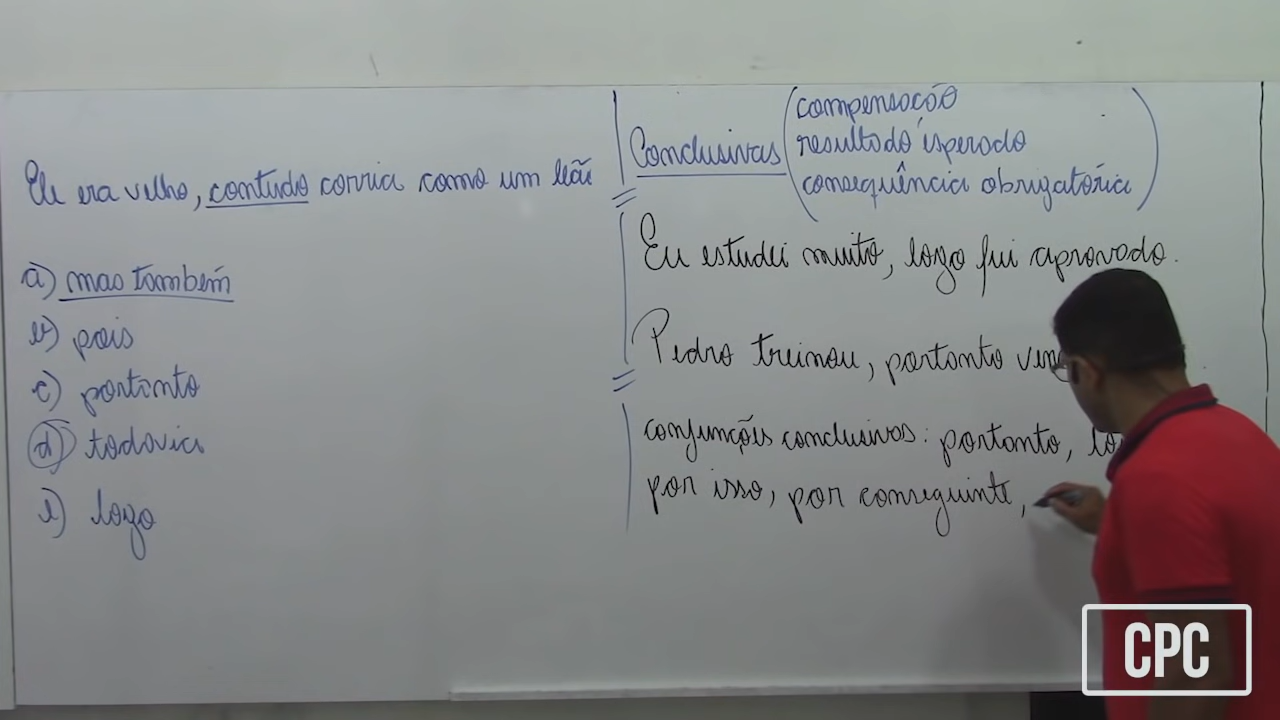 Ele era velho, contudo corria como um leão
a) mas também
b) pois
c) portanto
d) todavia
e) logo
Conclusivas
compensação
resultado esperado
consequência obrigatória
Eu estudei muito, logo fui aprovado.
Pedro treinou, portanto
conjunções conclusivas: portanto,
por isso, por conseguinte,
CPC